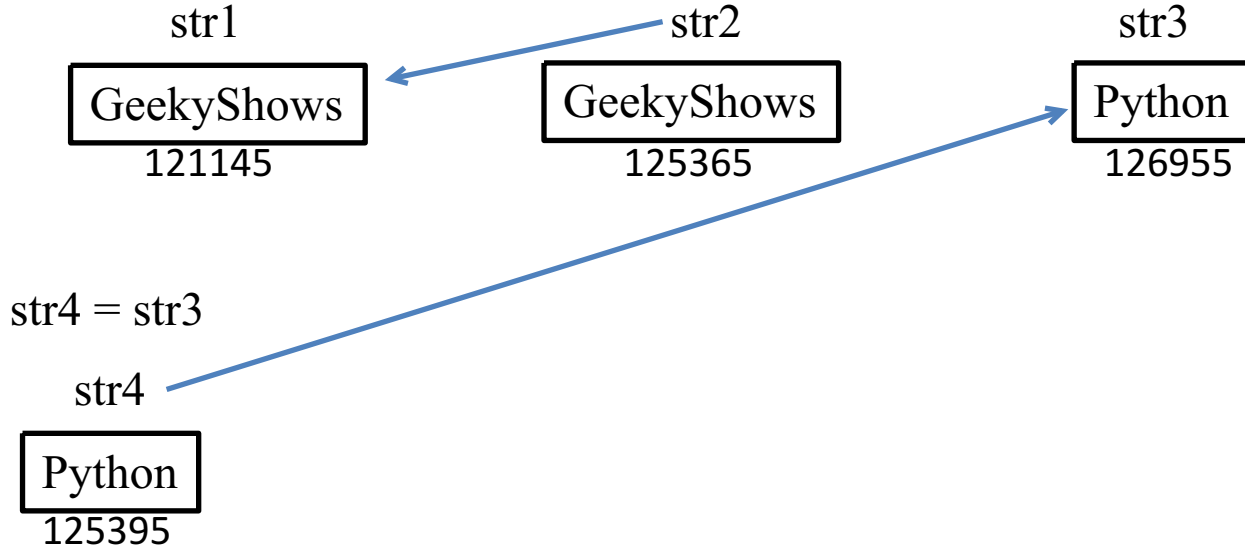 str1 str2 str3
GeekyShows GeekyShows Python
121145 125365 126955
str4 = str3
str4
Python
125395